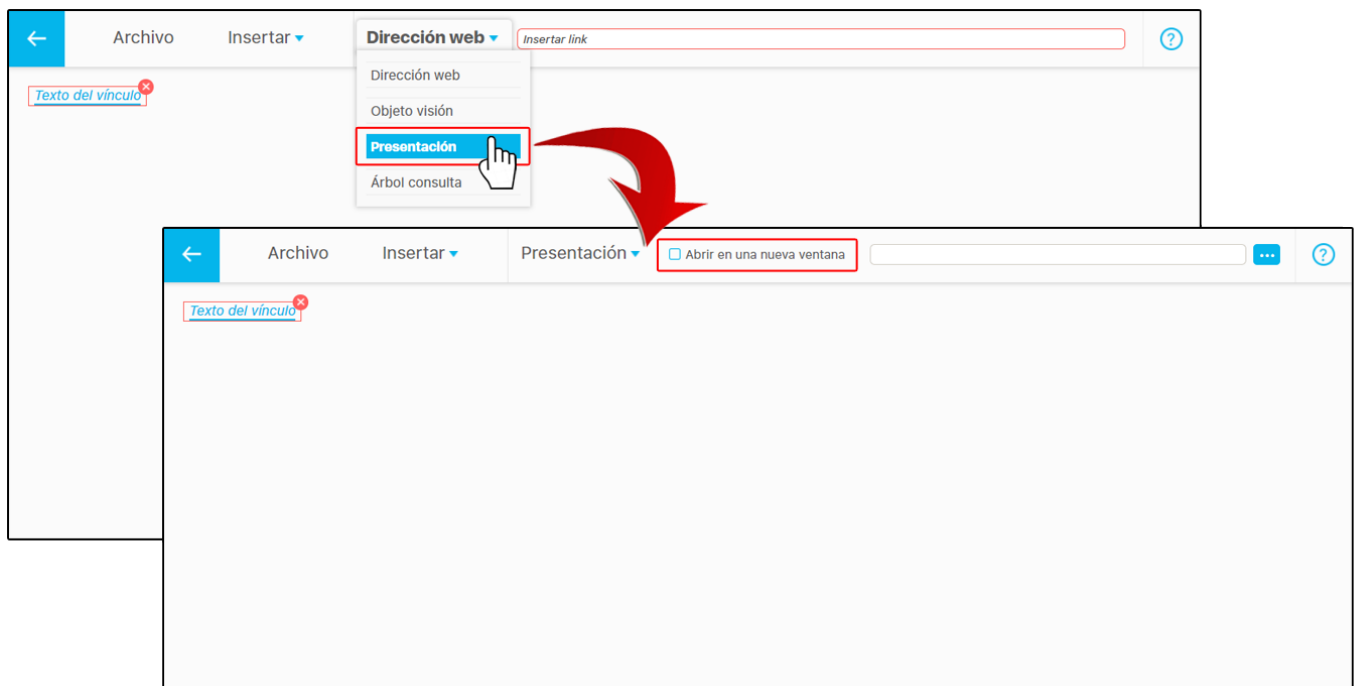 Archivo Insertar Dirección web Insertar link
Dirección web
Texto del vínculo
Objeto visión
Presentación
Árbol consulta
Archivo Insertar Presentación Abrir en una nueva ventana
Texto del vínculo